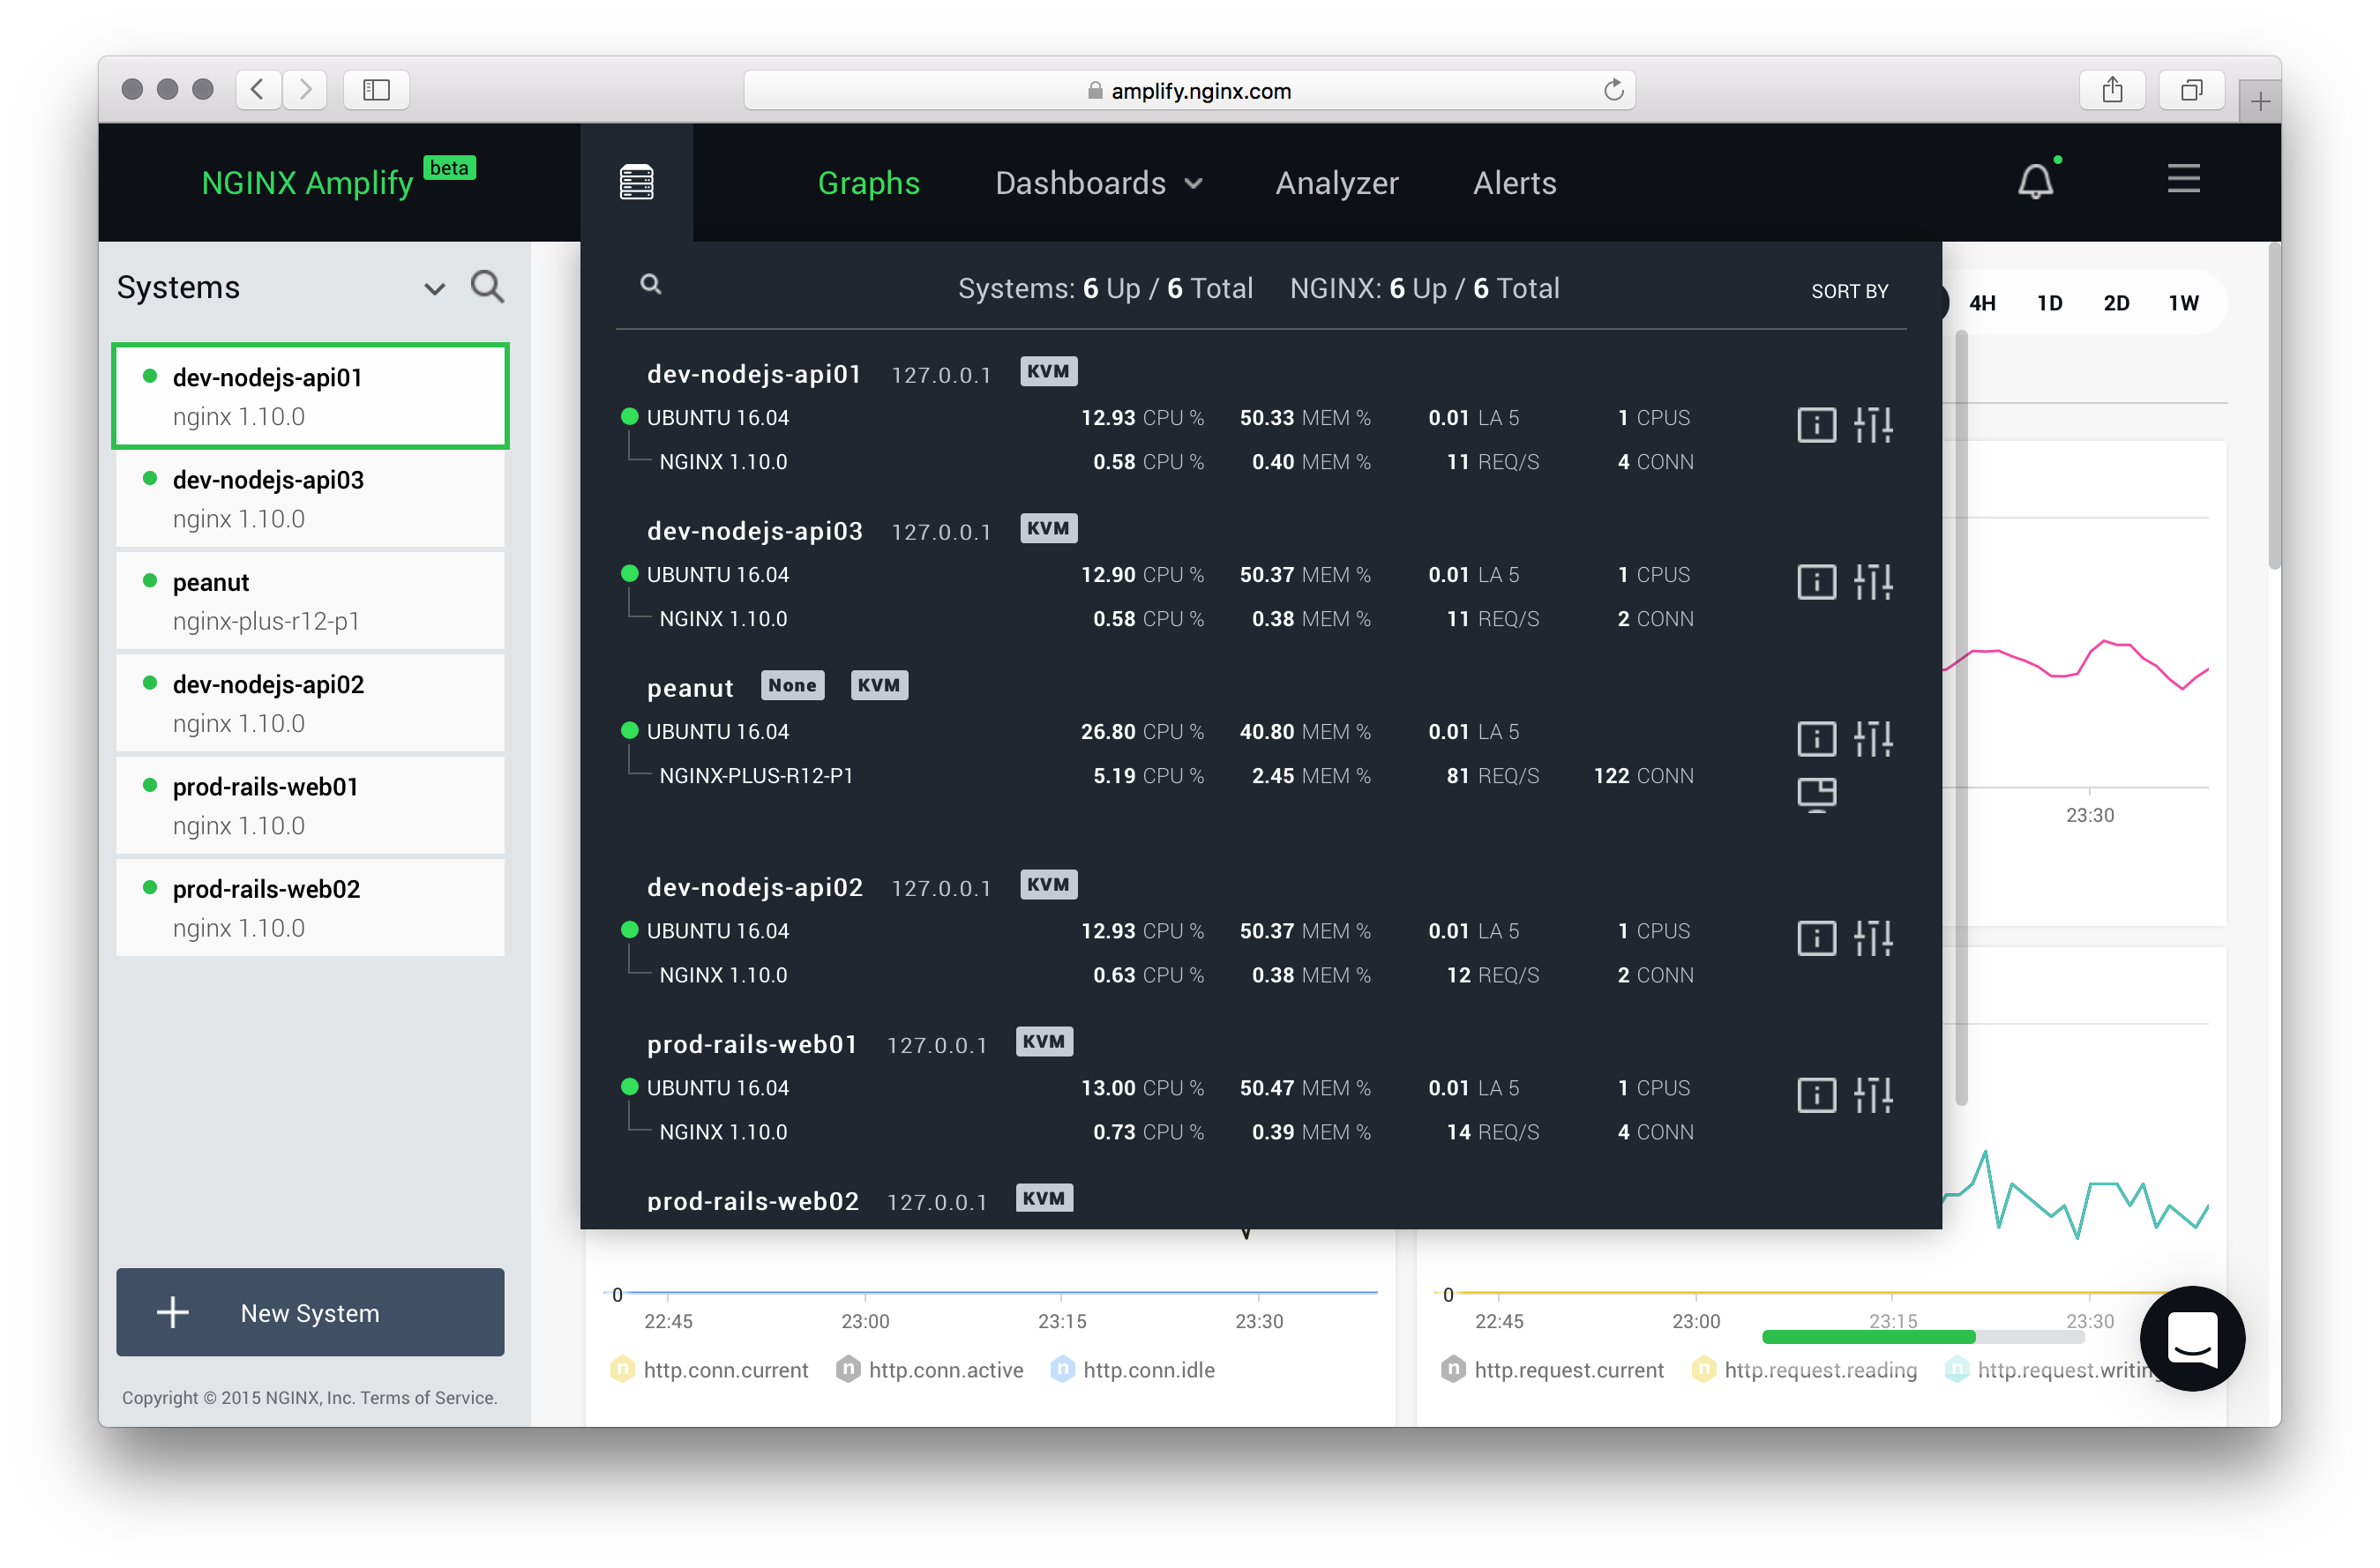 amplify.nginx.com
NGINX Amplify beta
Graphs Dashboards Analyzer Alerts
Systems
dev-nodejs-api01
nginx 1.10.0
dev-nodejs-api03
nginx 1.10.0
peanut
nginx-plus-r12-p1
dev-nodejs-api02
nginx 1.10.0
prod-rails-web01
nginx 1.10.0
prod-rails-web02
nginx 1.10.0
New System
Copyright © 2015 NGINX, Inc. Terms of Service.
Systems: 6 Up / 6 Total NGINX: 6 Up / 6 Total SORT BY
dev-nodejs-api01 127.0.0.1 KVM
UBUNTU 16.04 12.93 CPU % 50.33 MEM % 0.01 LA 5 1 CPUS
NGINX 1.10.0 0.58 CPU % 0.40 MEM % 11 REQ/S 4 CONN
dev-nodejs-api03 127.0.0.1 KVM
UBUNTU 16.04 12.90 CPU % 50.37 MEM % 0.01 LA 5 1 CPUS
NGINX 1.10.0 0.58 CPU % 0.38 MEM % 11 REQ/S 2 CONN
peanut None KVM
UBUNTU 16.04 26.80 CPU % 40.80 MEM % 0.01 LA 5
NGINX-PLUS-R12-P1 5.19 CPU % 2.45 MEM % 81 REQ/S 122 CONN
dev-nodejs-api02 127.0.0.1 KVM
UBUNTU 16.04 12.93 CPU % 50.37 MEM % 0.01 LA 5 1 CPUS
NGINX 1.10.0 0.63 CPU % 0.38 MEM % 12 REQ/S 2 CONN
prod-rails-web01 127.0.0.1 KVM
UBUNTU 16.04 13.00 CPU % 50.47 MEM % 0.01 LA 5 1 CPUS
NGINX 1.10.0 0.73 CPU % 0.39 MEM % 14 REQ/S 4 CONN
prod-rails-web02 127.0.0.1 KVM
4H 1D 2D 1W
23:30
0
22:45 23:00 23:15 23:30
n http.conn.current n http.conn.active n http.conn.idle
0
22:45 23:00 23:15 23:30
n http.request.current n http.request.reading n http.request.writing